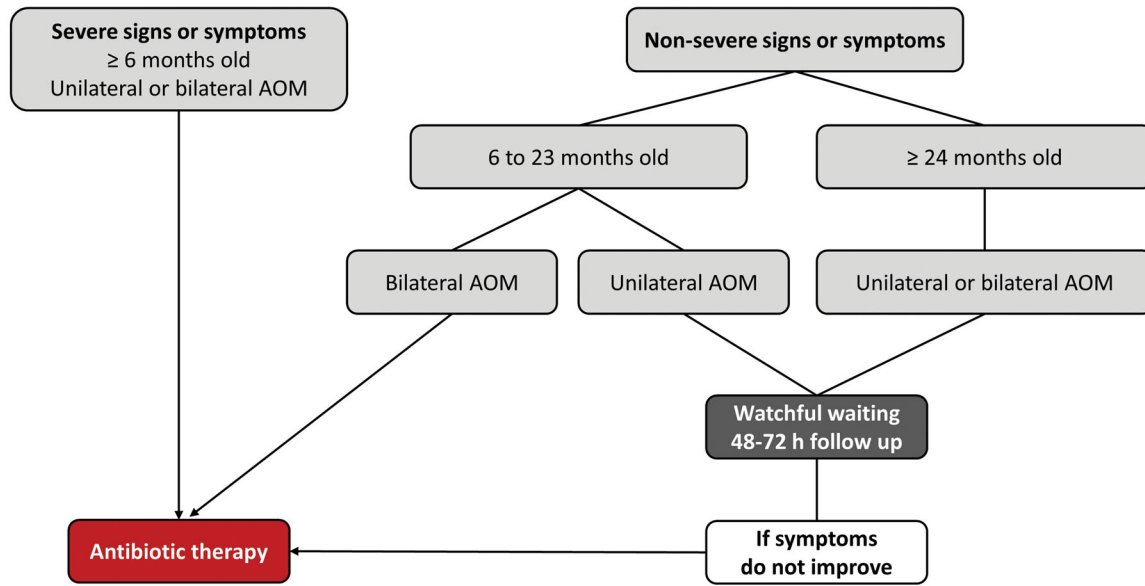 Severe signs or symptoms
≥ 6 months old
Unilateral or bilateral AOM
Non-severe signs or symptoms
6 to 23 months old
≥ 24 months old
Bilateral AOM
Unilateral AOM
Unilateral or bilateral AOM
Watchful waiting
48-72 h follow up
Antibiotic therapy
If symptoms
do not improve